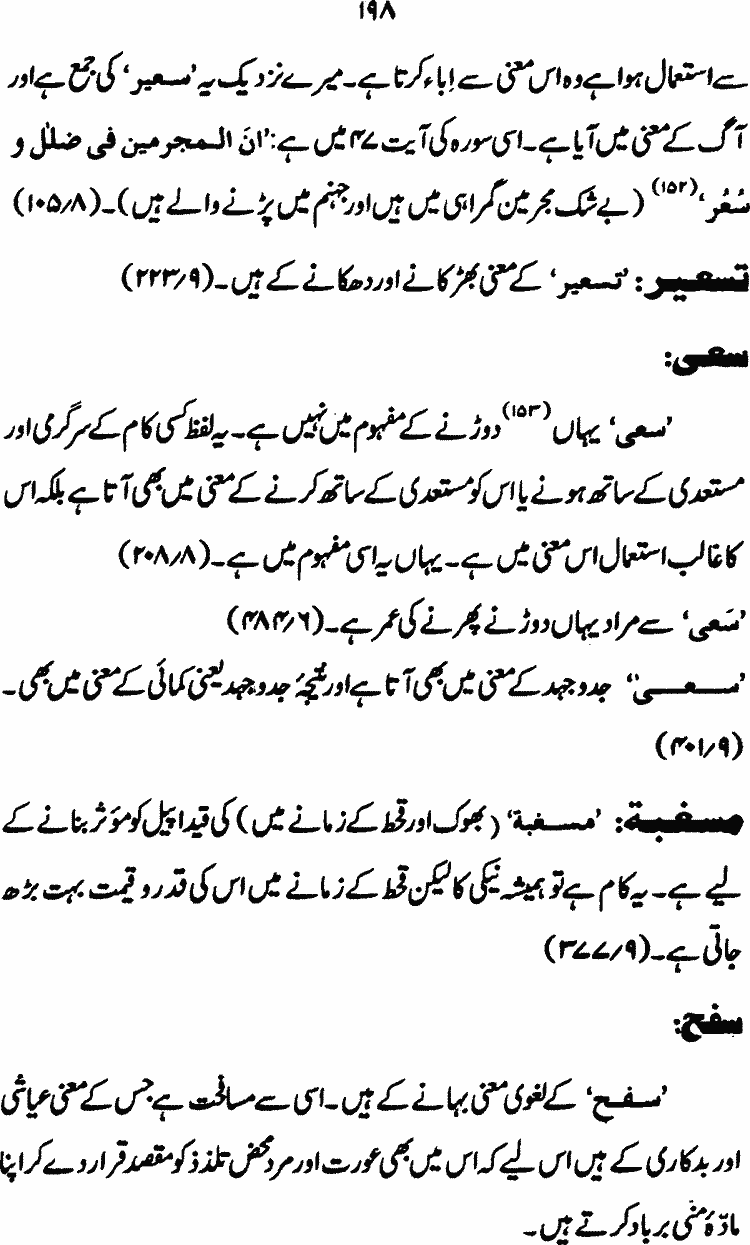 ۱۹۸
سے استعمال ہوا ہے وہ اس معنی سے اِباء کرتا ہے۔ میرے نزدیک یہ ’سعیر‘ کی جمع ہے اور
آگ کے معنی میں آیا ہے۔ اسی سورہ کی آیت ۴۷ میں ہے: ’انَ المجرمین فی ضلٰل و
سُعُر‘(۱۵۲) (بے شک مجرمین گمراہی میں ہیں اور جہنم میں پڑنے والے ہیں)۔ (۱۰۵/۸)
تسعیر: ’تسعیر‘ کے معنی بھڑکانے اور دھکانے کے ہیں۔ (۲۲۳/۹)
سعی:
’سعی‘ یہاں(۱۵۳) دوڑنے کے مفہوم میں نہیں ہے۔ یہ لفظ کسی کام کے سرگرمی اور
مستعدی کے ساتھ ہونے یا اس کو مستعدی کے ساتھ کرنے کے معنی میں بھی آتا ہے بلکہ اس
کا غالب استعمال اس معنی میں ہے۔ یہاں یہ اسی مفہوم میں ہے۔ (۲۰۸/۸)
’سَعی‘ سے مراد یہاں دوڑنے پھرنے کی عمر ہے۔ (۴۸۴/۶)
’سعی‘ جدوجہد کے معنی میں بھی آتا ہے اور نتیجۂ جدوجہد یعنی کمائی کے معنی میں بھی۔
(۴۰۱/۹)
مسغبة: ’مسغبة‘ (بھوک اور قحط کے زمانے میں) کی قید اپیل کو مؤثر بنانے کے
لیے ہے۔ یہ کام ہے تو ہمیشہ نیکی کا لیکن قحط کے زمانے میں اس کی قدر و قیمت بہت بڑھ
جاتی ہے۔ (۳۷۷/۹)
سفح:
’سفح‘ کے لغوی معنی بہانے کے ہیں۔ اسی سے مسافحت ہے جس کے معنی عیاشی
اور بدکاری کے ہیں اس لیے کہ اس میں بھی عورت اور مرد محض تلذذ کو مقصد قرار دے کر اپنا
مادّۂ منی برباد کرتے ہیں۔